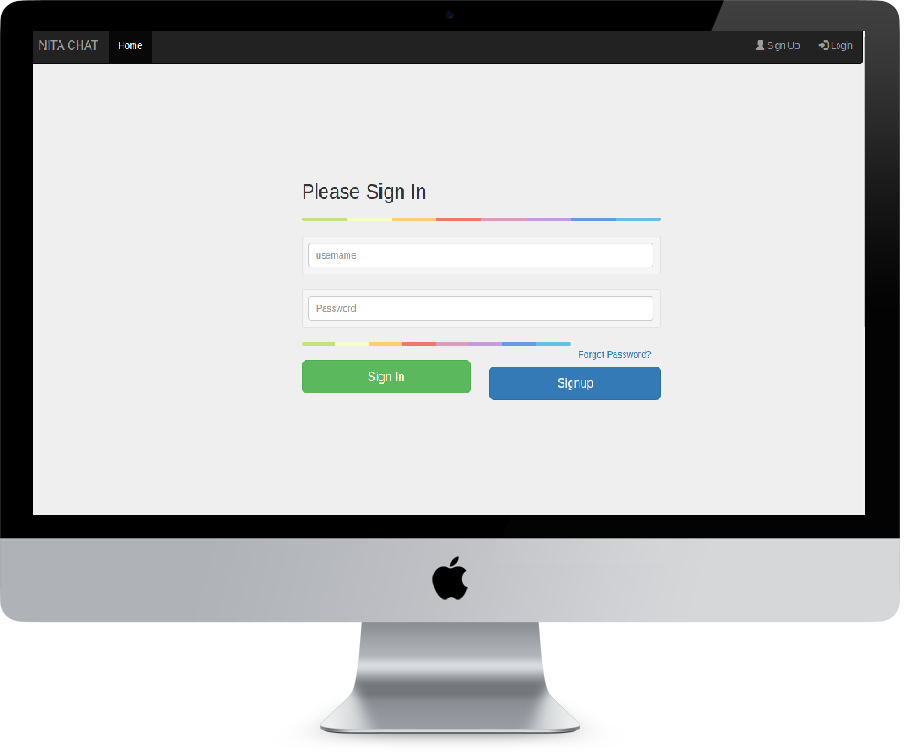 NITA CHAT Home Sign Up Login
Please Sign In
username
Password
Forgot Password?
Sign In Signup